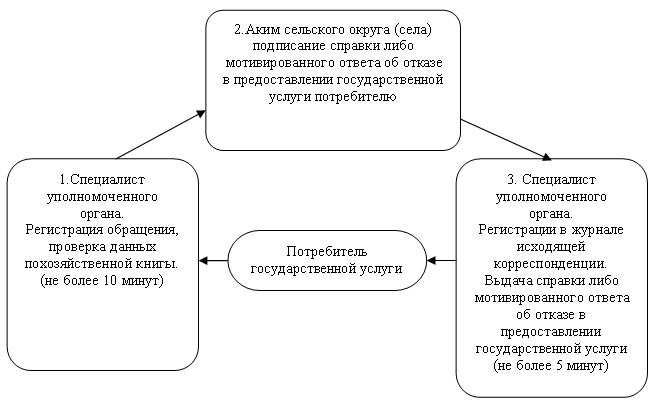 2.Аким сельского округа (села)
подписание справки либо
мотивированного ответа об отказе
в предоставлении государственной
услуги потребителю
1.Специалист
уполномоченного
органа.
Регистрация обращения,
проверка данных
похозяйственной книгы.
(не более 10 минут)
Потребитель
государственной услуги
3. Специалист
уполномоченного
органа.
Регистрации в журнале
исходящей
корреспонденции.
Выдача справки либо
мотивированного ответа
об отказе в
предоставлении
государственной услуги
(не более 5 минут)